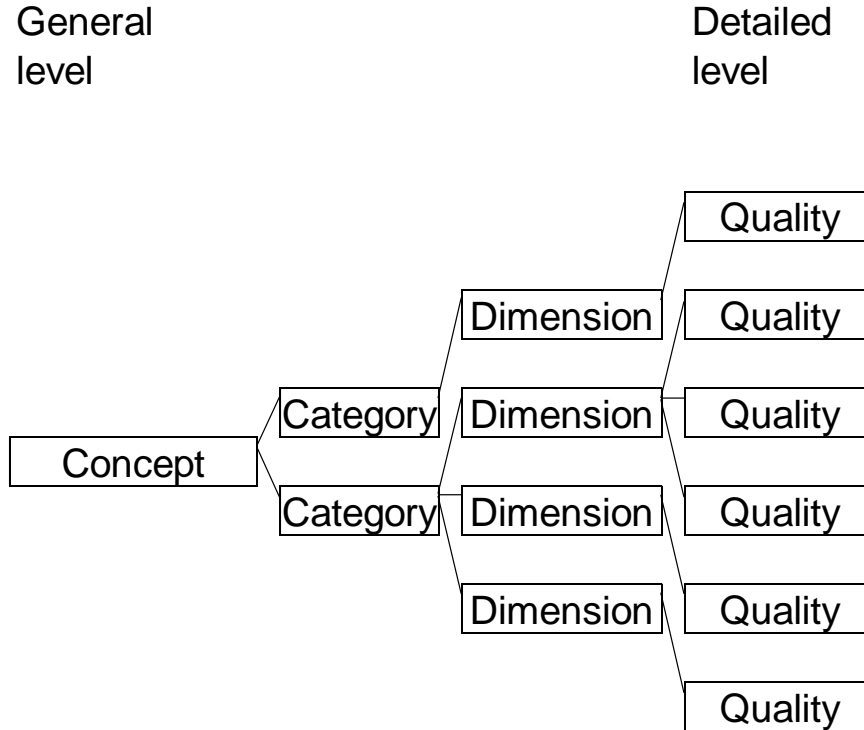 General
level
Detailed
level
Quality
Dimension
Quality
Category
Dimension
Quality
Concept
Category
Dimension
Quality
Dimension
Quality
Quality